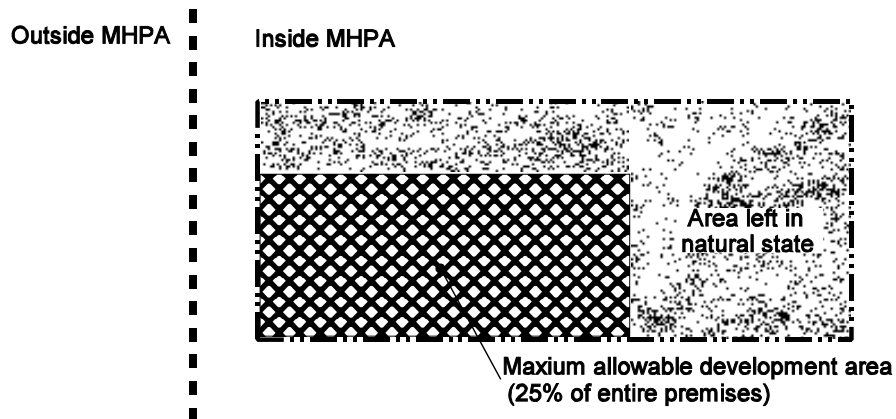 Outside MHPA
Inside MHPA
Area left in
natural state
Maxium allowable development area
(25% of entire premises)